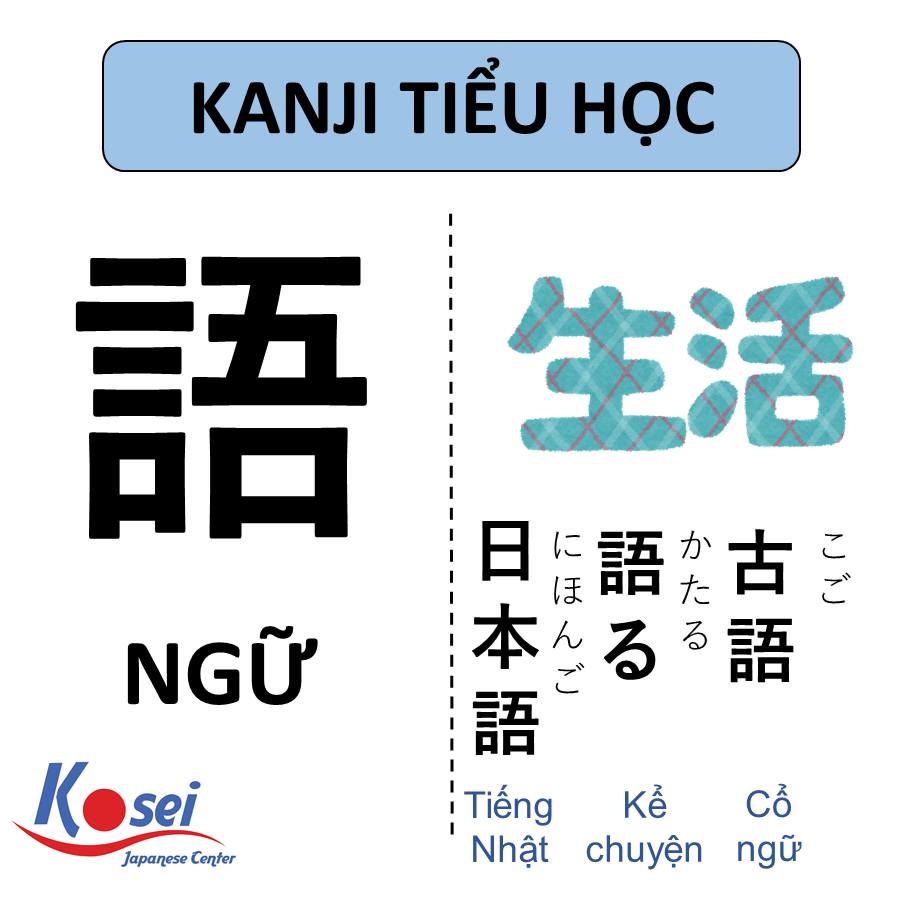 KANJI TIỂU HỌC
語
NGỮ
生活
日本語
にほんご
語る
かたる
古語
こご
Tiếng
Nhật
Kể
chuyện
Cổ
ngữ
Kosei
Japanese Center